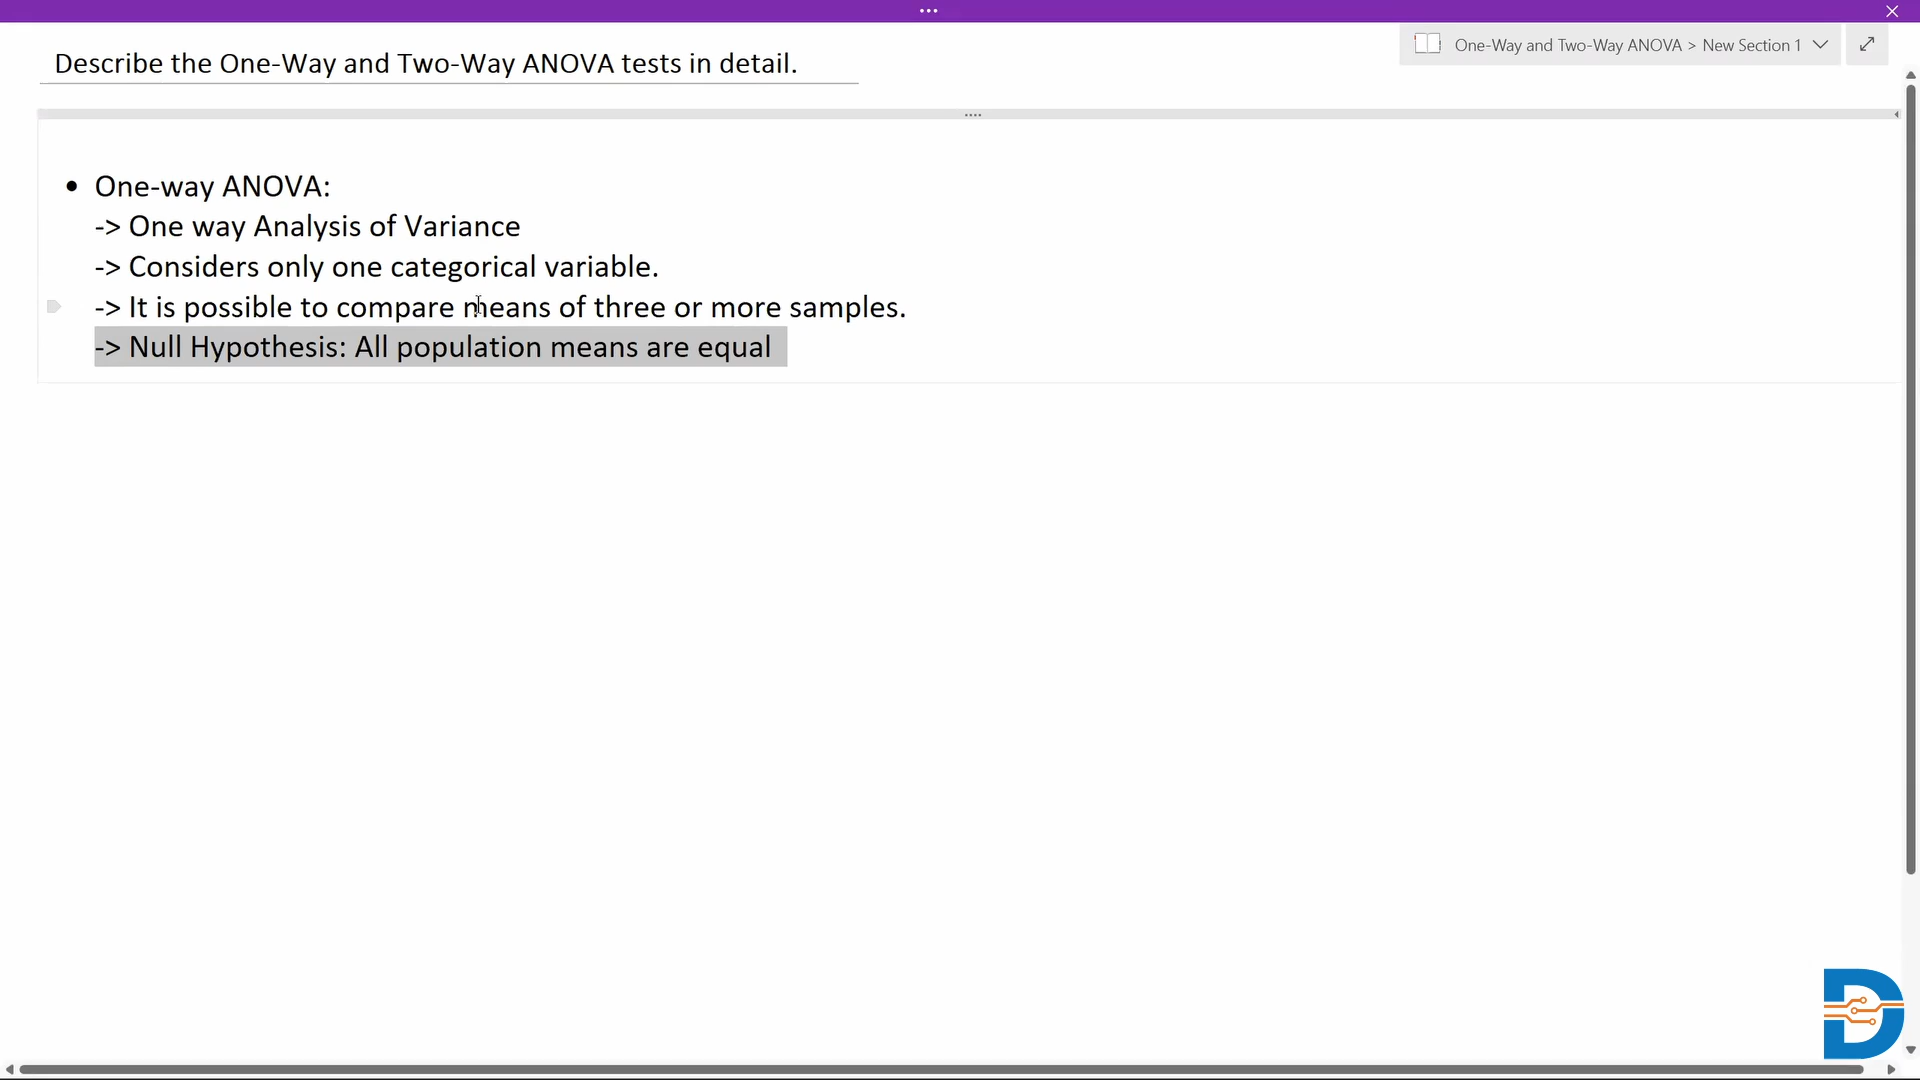 One-Way and Two-Way ANOVA > New Section 1
Describe the One-Way and Two-Way ANOVA tests in detail.
• One-way ANOVA:
-> One way Analysis of Variance
-> Considers only one categorical variable.
-> It is possible to compare means of three or more samples.
-> Null Hypothesis: All population means are equal